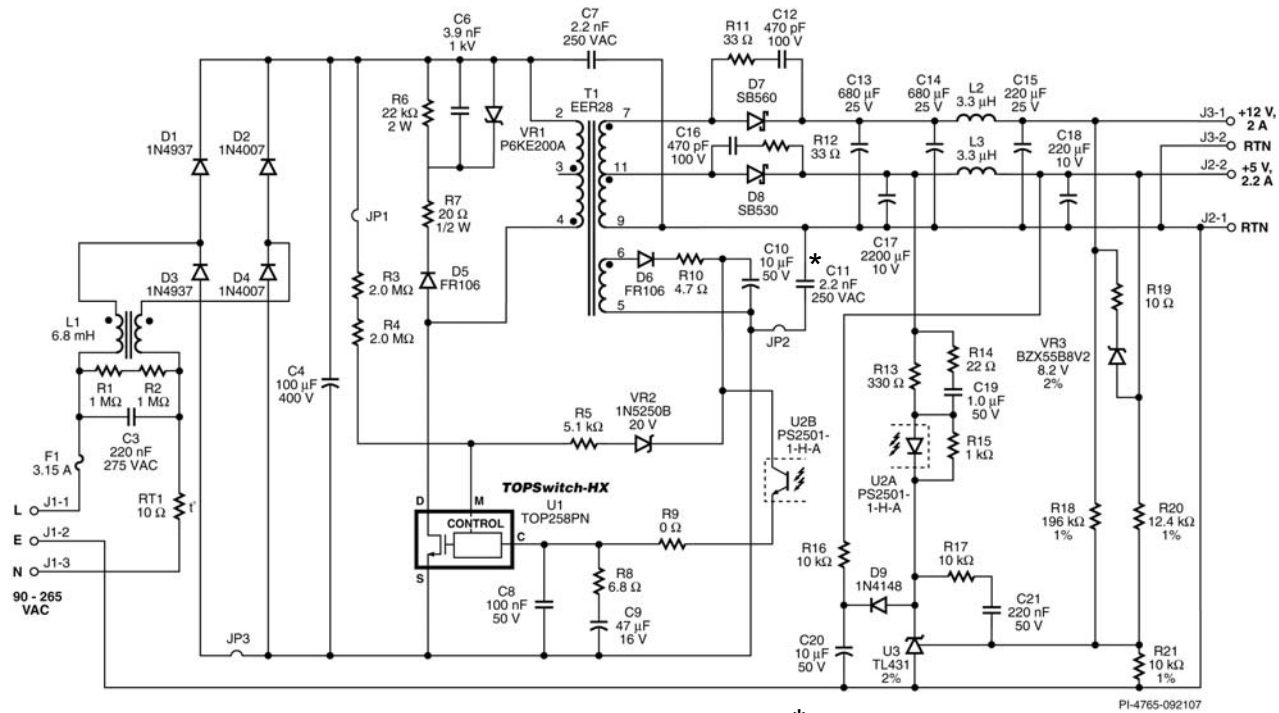 C6
3.9 nF
1 kV
C7
2.2 nF
250 VAC
R11
33 Ω
C12
470 pF
100 V
D7
SB560
C13
680 µF
25 V
C14
680 µF
25 V
L2
3.3 µH
C15
220 µF
25 V
J3-1
+12 V,
2 A
J3-2
RTN
J2-2
+5 V,
2.2 A
J2-1
RTN
T1
EER28
2
3
4
7
11
9
6
5
R6
22 kΩ
2 W
VR1
P6KE200A
D1
1N4937
D2
1N4007
C16
470 pF
100 V
R12
33 Ω
D8
SB530
L3
3.3 µH
C18
220 µF
10 V
JP1
R7
20 Ω
1/2 W
D3
1N4937
D4
1N4007
R3
2.0 MΩ
D5
FR106
D6
FR106
R10
4.7 Ω
C10
10 µF
50 V
*
C11
2.2 nF
250 VAC
C17
2200 µF
10 V
R19
10 Ω
L1
6.8 mH
R4
2.0 MΩ
JP2
VR3
BZX55B8V2
8.2 V
2%
R1
1 MΩ
R2
1 MΩ
C4
100 µF
400 V
R13
330 Ω
R14
22 Ω
C19
1.0 µF
50 V
C3
220 nF
275 VAC
R5
5.1 kΩ
VR2
1N5250B
20 V
U2B
PS2501-
1-H-A
R15
1 kΩ
U2A
PS2501-
1-H-A
F1
3.15 A
RT1
10 Ω
t°
L
J1-1
E
J1-2
N
J1-3
90 - 265
VAC
TOPSwitch-HX
U1
TOP258PN
D
M
CONTROL
C
S
R9
0 Ω
R18
196 kΩ
1%
R20
12.4 kΩ
1%
R16
10 kΩ
R17
10 kΩ
D9
1N4148
C8
100 nF
50 V
R8
6.8 Ω
C9
47 µF
16 V
C21
220 nF
50 V
JP3
C20
10 µF
50 V
U3
TL431
2%
R21
10 kΩ
1%
PI-4765-092107
*